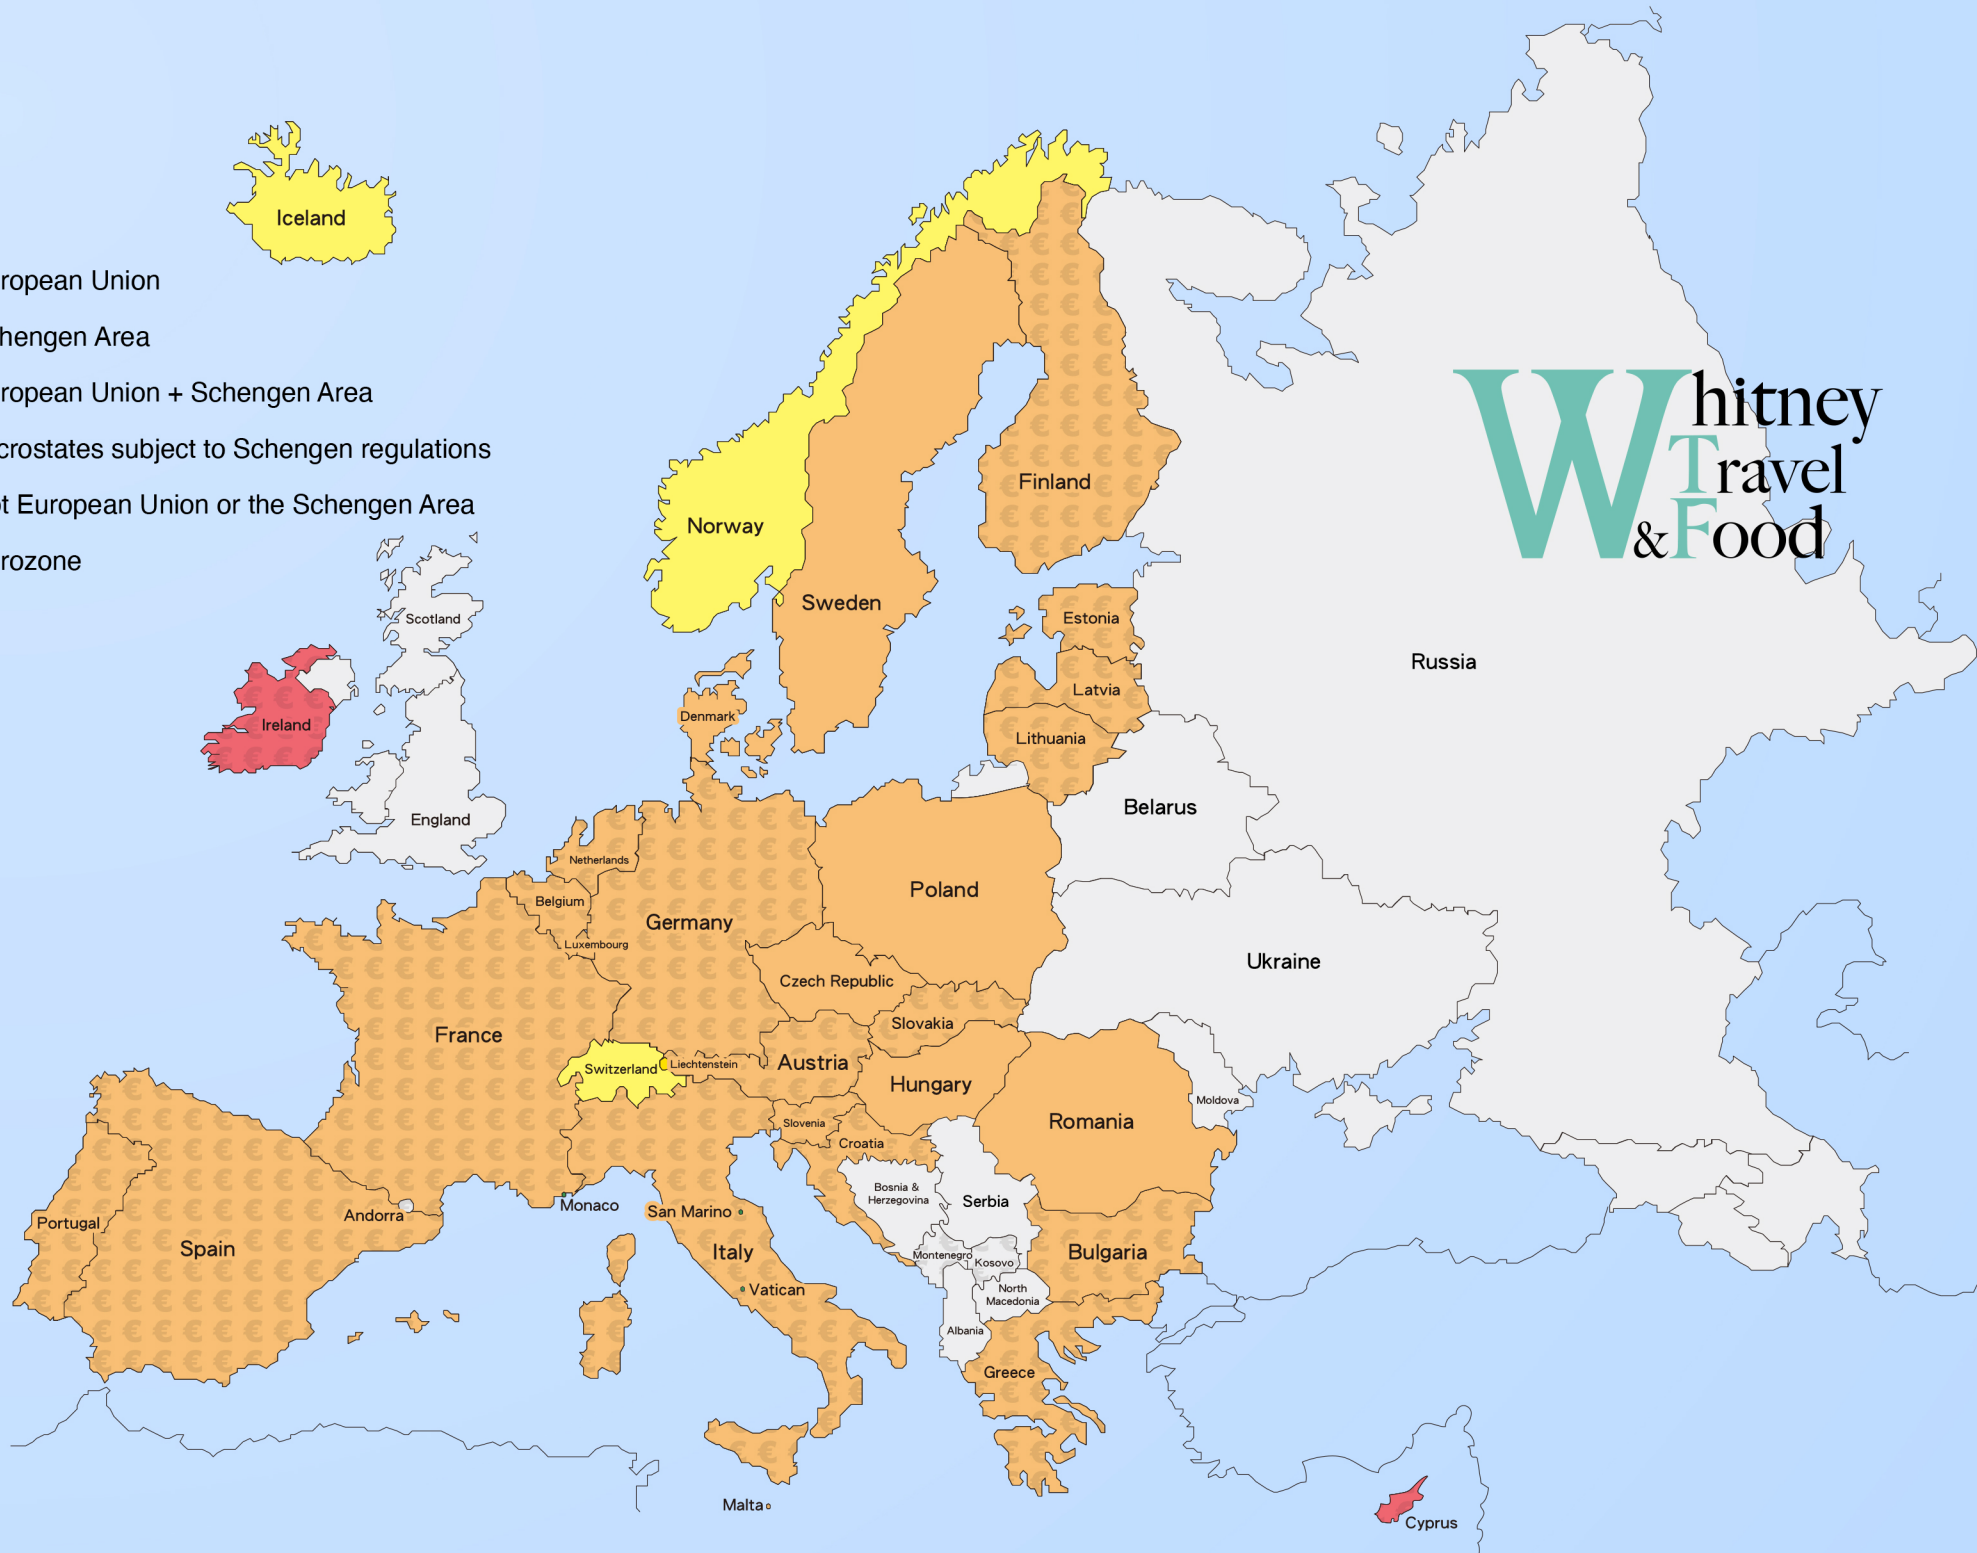 Iceland
ropean Union
hengen Area
ropean Union + Schengen Area
crostates subject to Schengen regulations
t European Union or the Schengen Area
rozone
Whitney
Travel
&Food
Finland
Norway
Sweden
Scotland
Estonia
Russia
Latvia
Ireland
Denmark
Lithuania
Belarus
England
Netherlands
Poland
Belgium
Germany
Luxembourg
Ukraine
Czech Republic
Slovakia
France
Switzerland
Liechtenstein
Austria
Hungary
Moldova
Romania
Slovenia
Croatia
Bosnia &
Herzegovina
Serbia
Monaco
San Marino
Andorra
Portugal
Spain
Italy
Montenegro
Kosovo
Bulgaria
Vatican
North
Macedonia
Albania
Greece
Malta
Cyprus